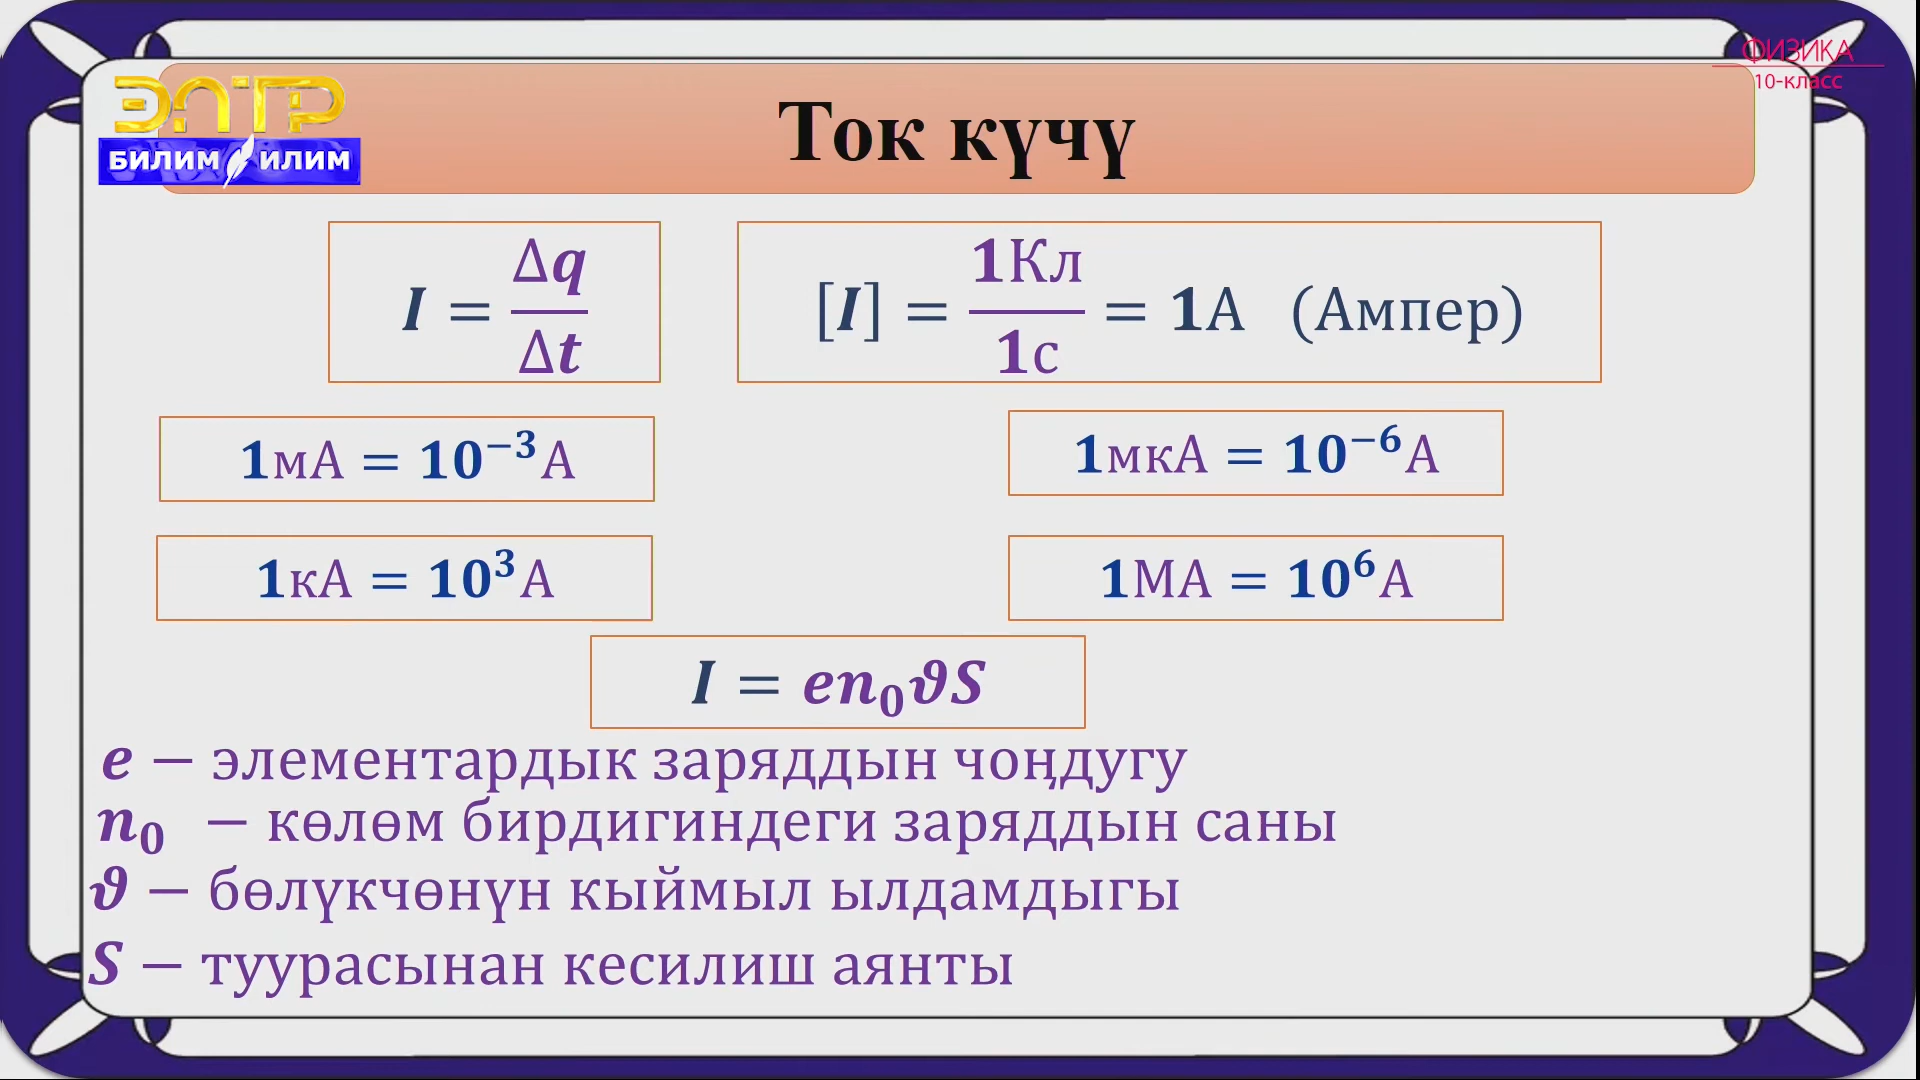 ФИЗИКА
10-класс
ЭЛТР
БИЛИМ ИЛИМ
Ток күчү
I = Δq/Δt
[I] = 1Кл/1с = 1А (Ампер)
1мА = 10⁻³А
1мкА = 10⁻⁶А
1кА = 10³А
1МА = 10⁶А
I = en₀ϑS
e − элементардык заряддын чоңдугу
n₀ − көлөм бирдигиндеги заряддын саны
ϑ − бөлүкчөнүн кыймыл ылдамдыгы
S − туурасынан кесилиш аянты